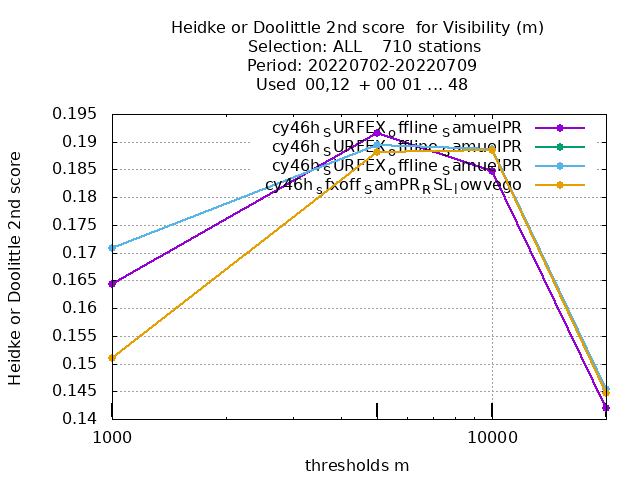 Heidke or Doolittle 2nd score for Visibility (m)
Selection: ALL 710 stations
Period: 20220702-20220709
Used 00,12 + 00 01 ... 48
cy46h_SURFEX_offline_SamuelPR
cy46h_SURFEX_offline_SamuelPR
cy46h_SURFEX_offline_SamuelPR
cy46h_sfxoff_SamPR_RSL_lowvego
Heidke or Doolittle 2nd score
0.195
0.19
0.185
0.18
0.175
0.17
0.165
0.16
0.155
0.15
0.145
0.14
1000
10000
thresholds m